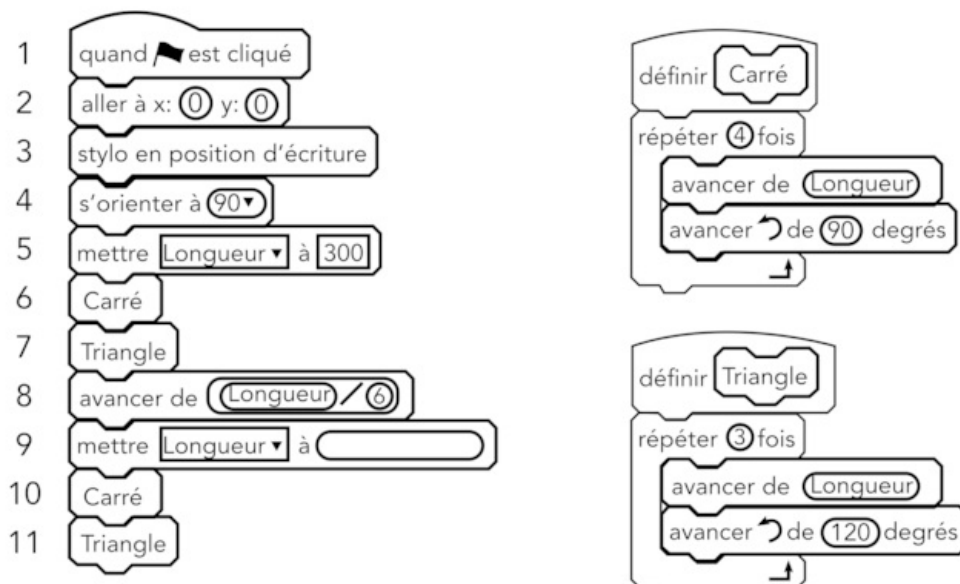 1 quand est cliqué
2 aller à x: 0 y: 0
3 stylo en position d'écriture
4 s'orienter à 90▼
5 mettre Longueur ▼ à 300
6 Carré
7 Triangle
8 avancer de Longueur / 6
9 mettre Longueur ▼ à
10 Carré
11 Triangle
définir Carré
répéter 4 fois
avancer de Longueur
avancer ↶ de 90 degrés
définir Triangle
répéter 3 fois
avancer de Longueur
avancer ↶ de 120 degrés